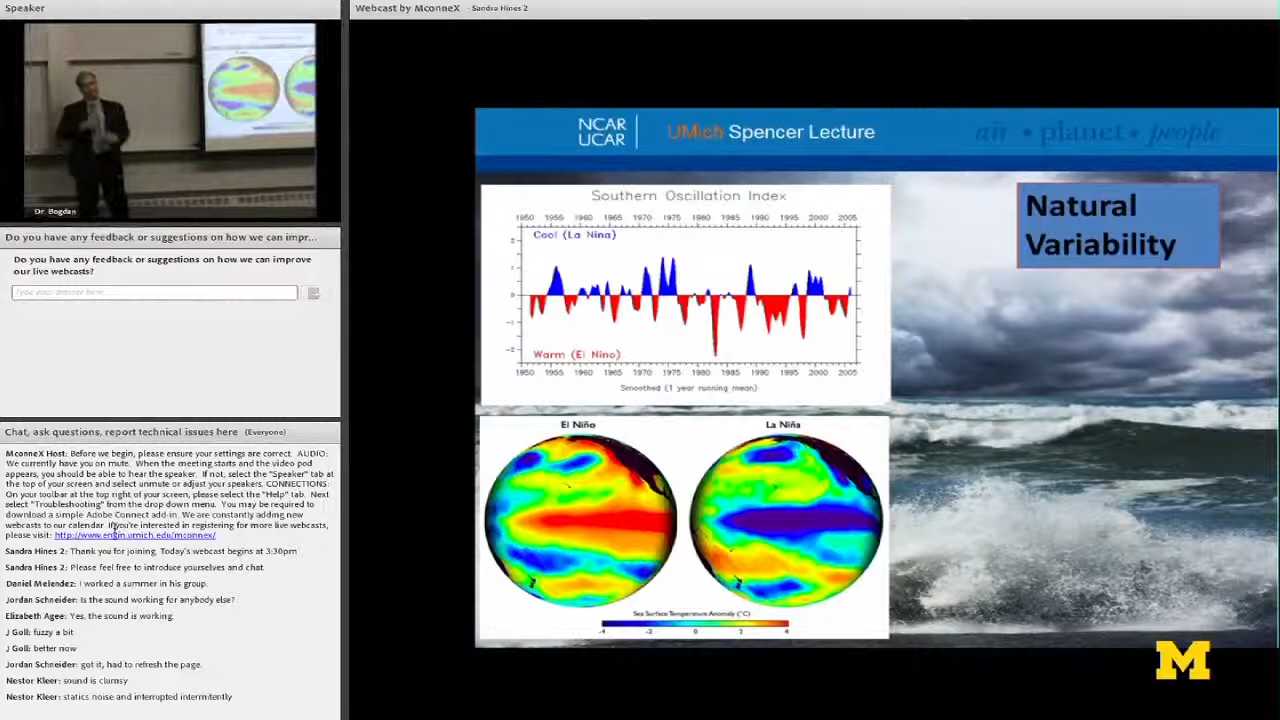 Speaker
Webcast by MconneX - Sandra Hines 2
Dr. Bogdan
Do you have any feedback or suggestions on how we can impr...
Do you have any feedback or suggestions on how we can improve
our live webcasts?
Type your answer here.
Chat, ask questions, report technical issues here (Everyone)
MconneX Host: Before we begin, please ensure your settings are correct. AUDIO:
We currently have you on mute. When the meeting starts and the video pod
appears, you should be able to hear the speaker. If not, select the "Speaker" tab at
the top of your screen and select unmute or adjust your speakers. CONNECTIONS:
On your toolbar at the top right of your screen, please select the "Help" tab. Next
select "Troubleshooting" from the drop down menu. You may be required to
download a simple Adobe Connect add-in. We are constantly adding new
webcasts to our calendar. If you're interested in registering for more live webcasts,
please visit: http://www.engin.umich.edu/mconnex/
Sandra Hines 2: Thank you for joining. Today's webcast begins at 3:30pm
Sandra Hines 2: Please feel free to introduce yourselves and chat.
Daniel Melendez: I worked a summer in his group.
Jordan Schneider: Is the sound working for anybody else?
Elizabeth Agee: Yes, the sound is working.
J Goll: fuzzy a bit
J Goll: better now
Jordan Schneider: got it, had to refresh the page.
Nestor Kleer: sound is clumsy
Nestor Kleer: statics noise and interrupted intermitently
NCAR
UCAR
UMich Spencer Lecture
air • planet • people
Natural
Variability
Southern Oscillation Index
1950 1955 1960 1965 1970 1975 1980 1985 1990 1995 2000 2005
Cool (La Nina)
2
1
0
-1
-2
Warm (El Nino)
1950 1955 1960 1965 1970 1975 1980 1985 1990 1995 2000 2005
Smoothed (1 year running mean)
El Niño
La Niña
Sea Surface Temperature Anomaly (°C)
-4 -2 0 2 4
M